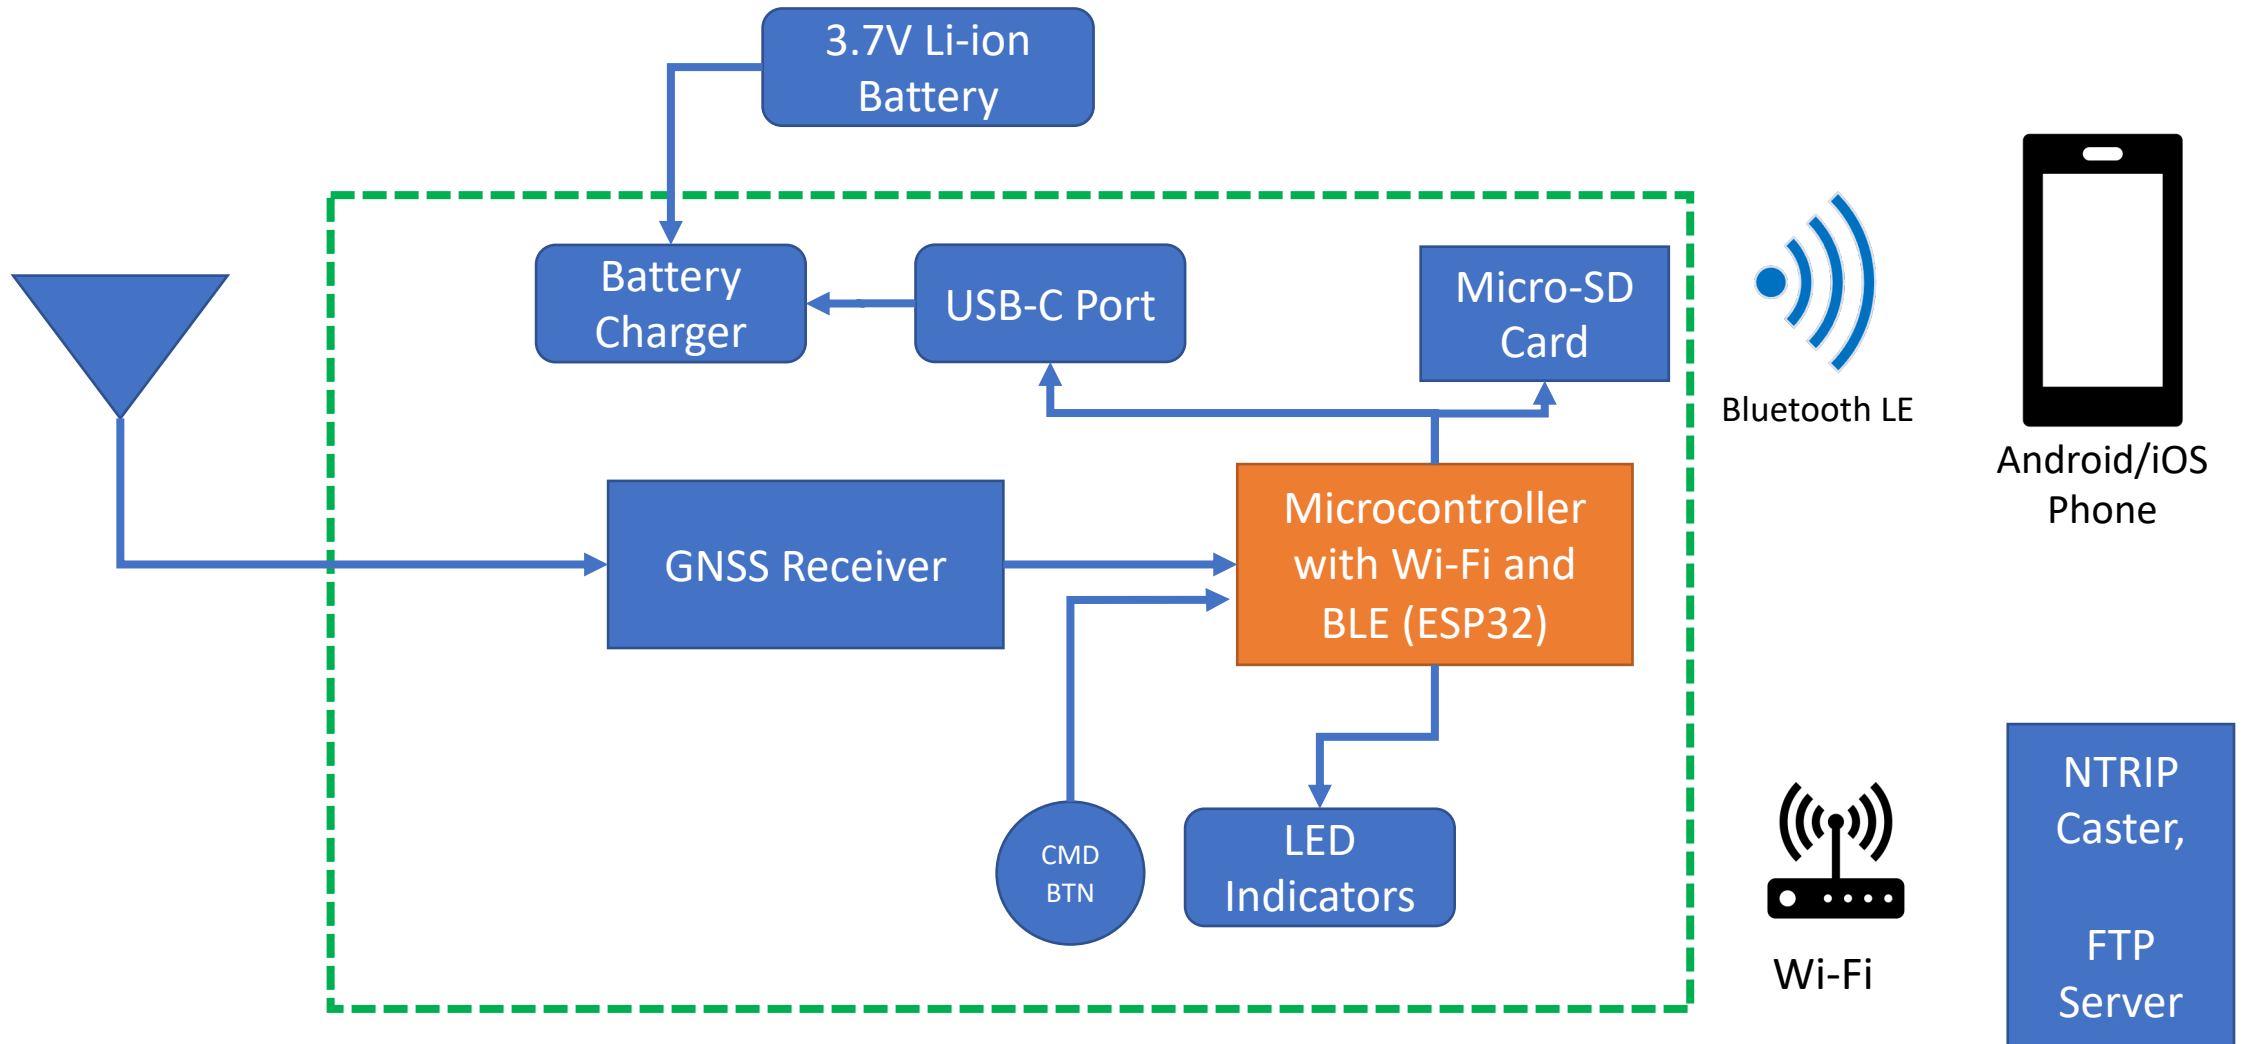 3.7V Li-ion
Battery
Battery
Charger
USB-C Port
Micro-SD
Card
Bluetooth LE
Android/iOS
Phone
GNSS Receiver
Microcontroller
with Wi-Fi and
BLE (ESP32)
CMD
BTN
LED
Indicators
Wi-Fi
NTRIP
Caster,
FTP
Server